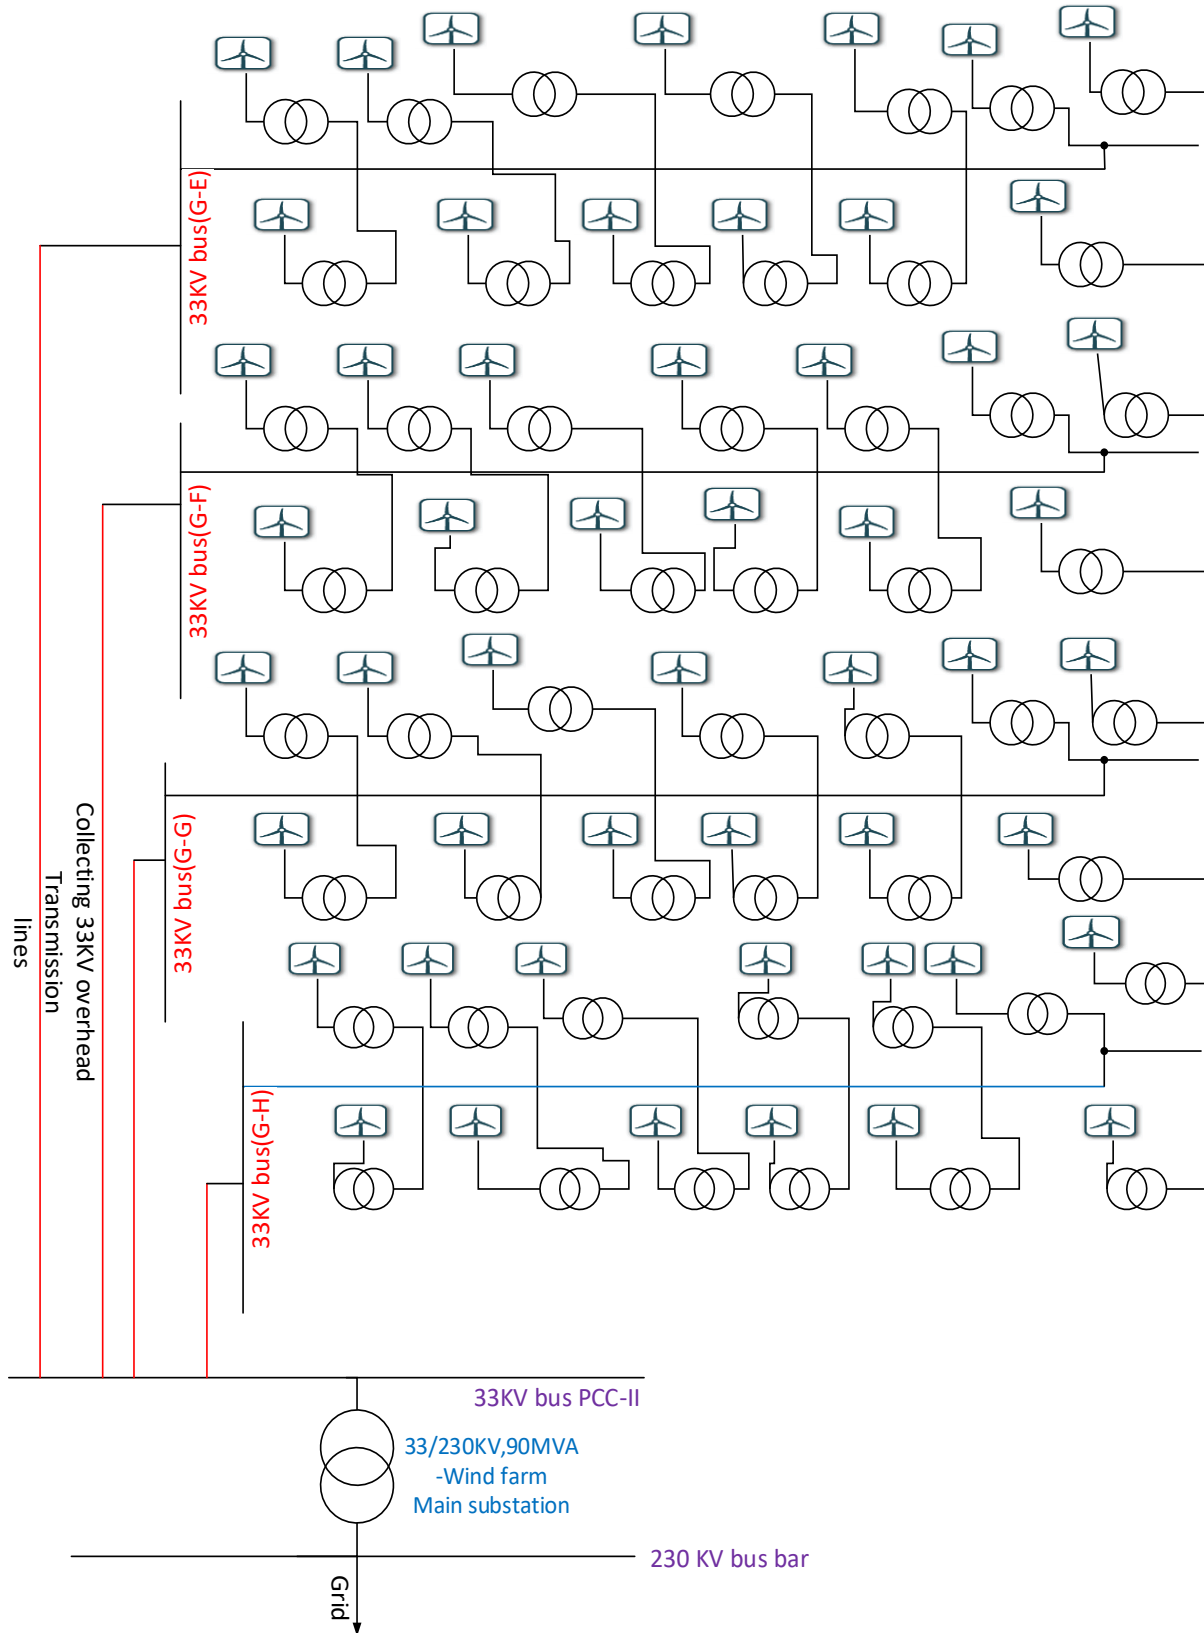 33KV bus(G-E)
33KV bus(G-F)
33KV bus(G-G)
33KV bus(G-H)
Collecting 33KV overhead
Transmission
lines
33KV bus PCC-II
33/230KV,90MVA
-Wind farm
Main substation
230 KV bus bar
Grid